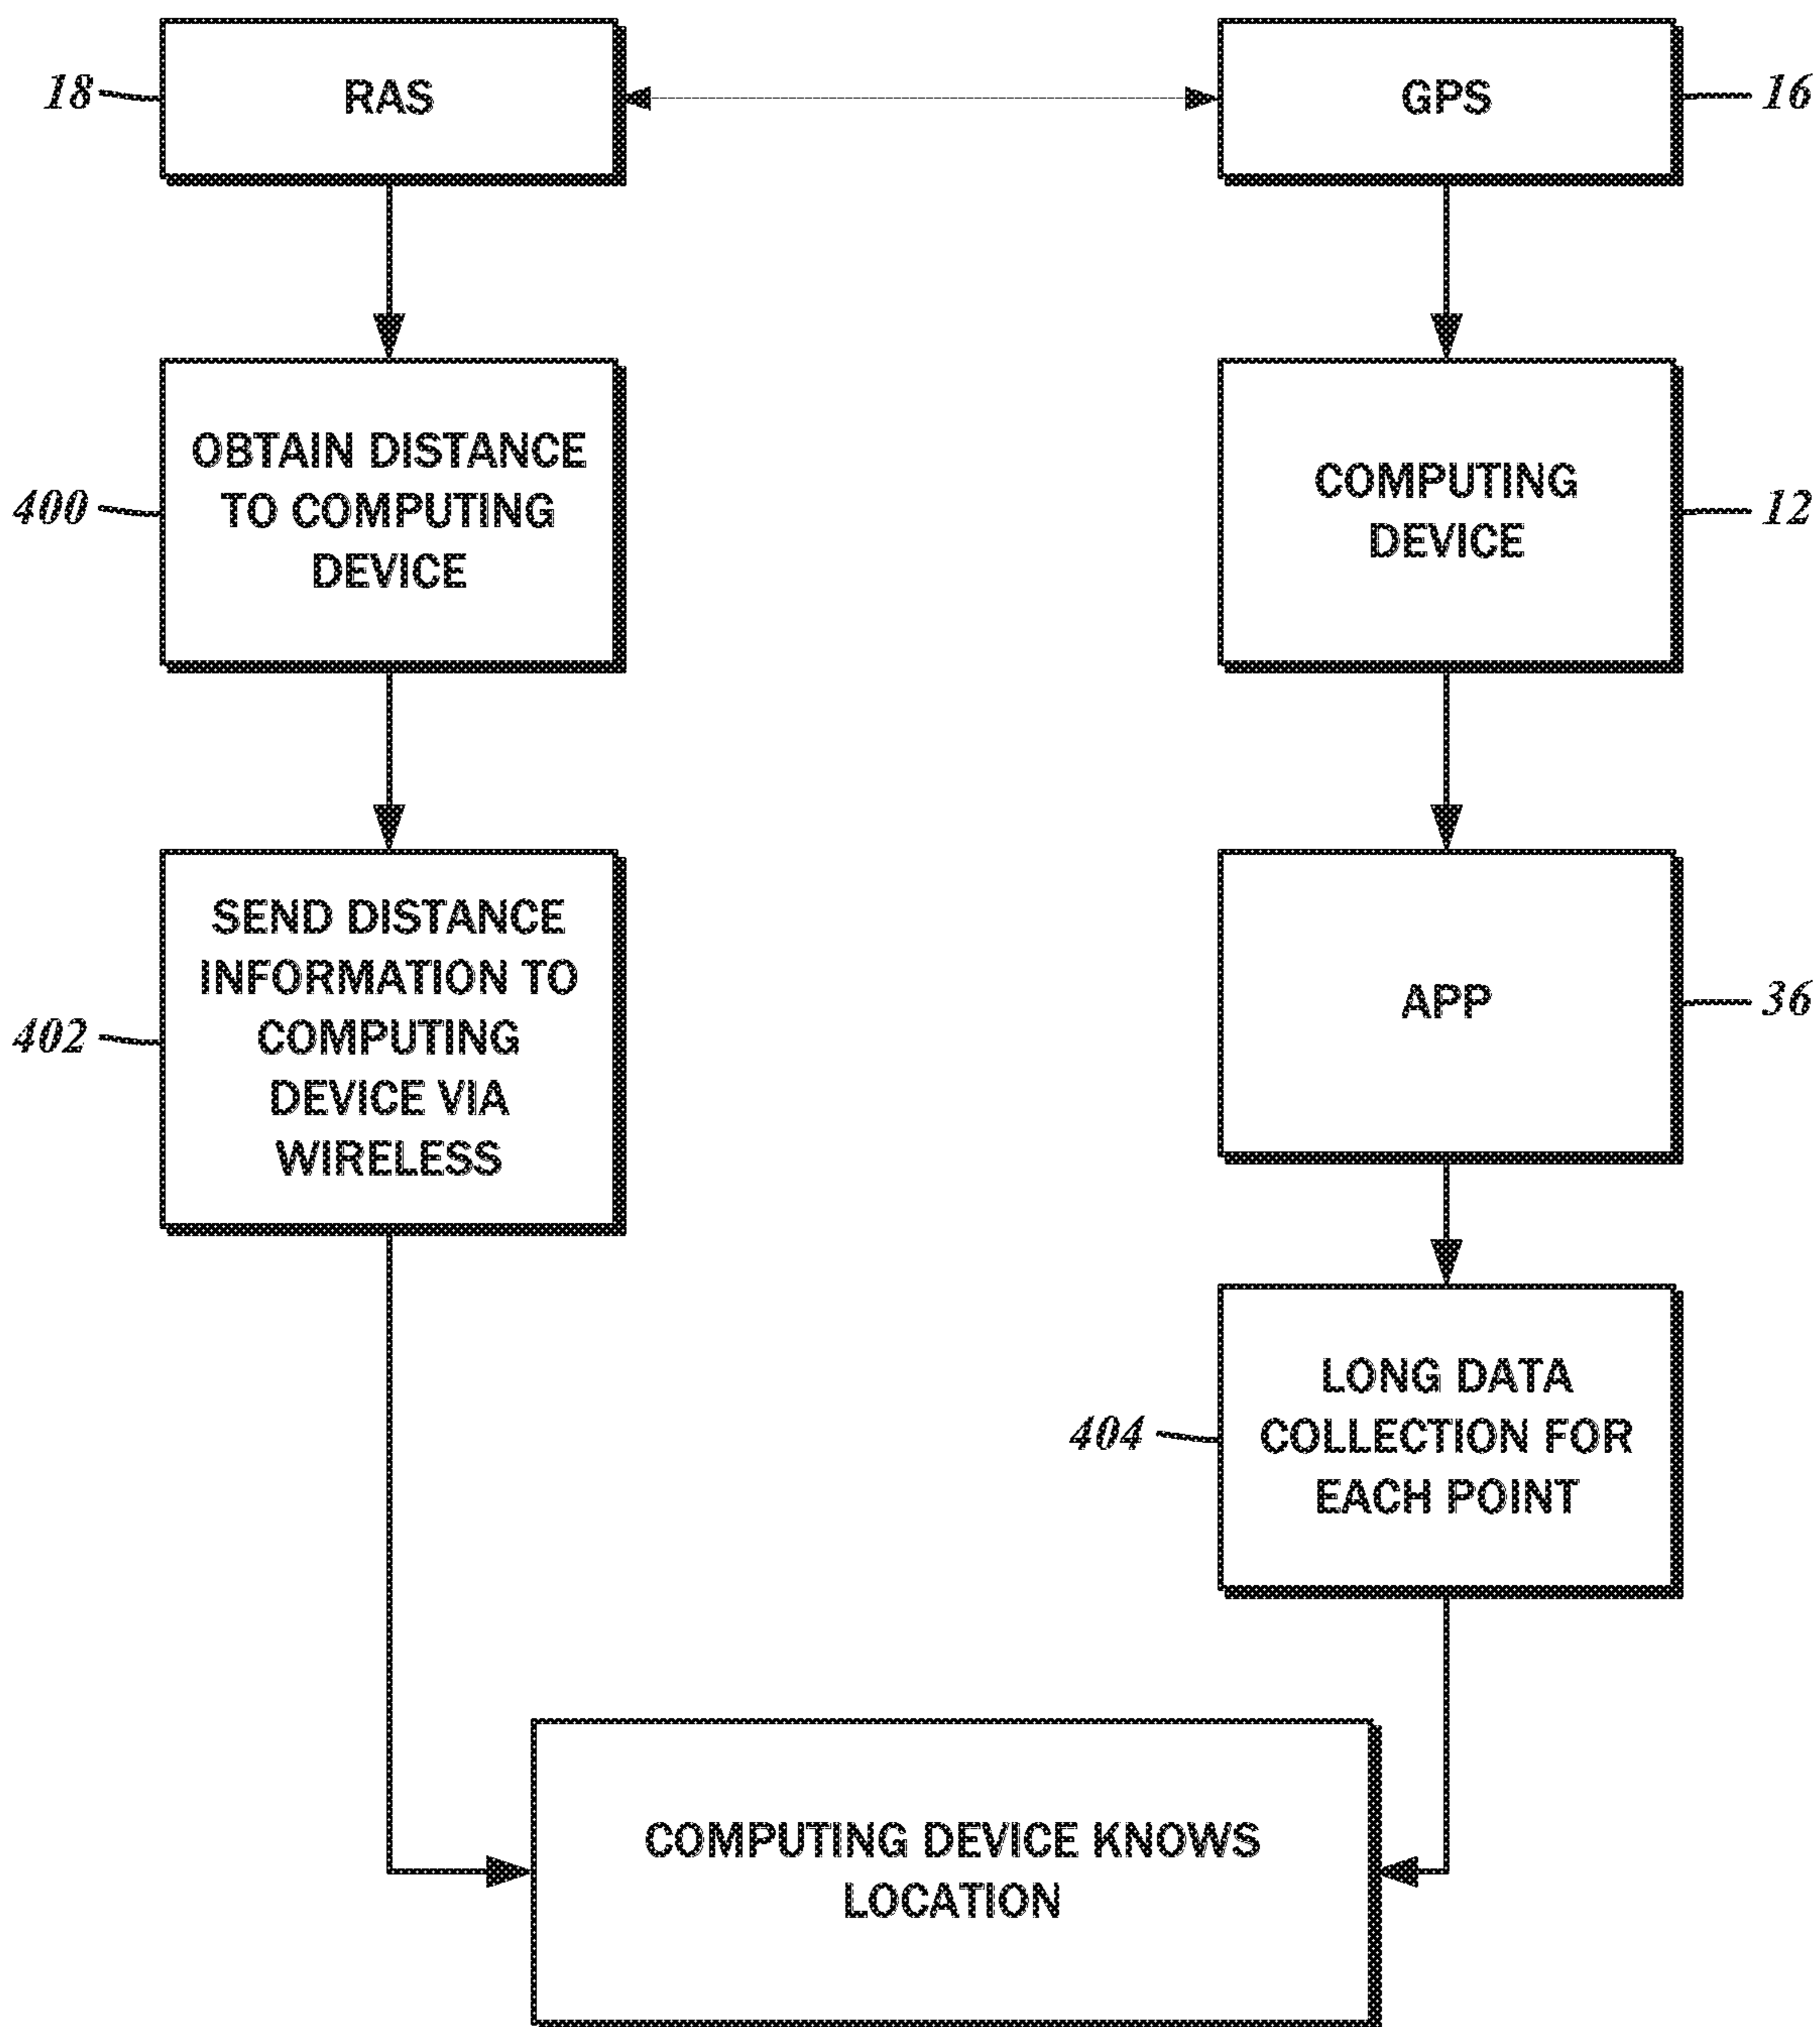 18
RAS
GPS
16
400
OBTAIN DISTANCE
TO COMPUTING
DEVICE
COMPUTING
DEVICE
12
402
SEND DISTANCE
INFORMATION TO
COMPUTING
DEVICE VIA
WIRELESS
APP
36
404
LONG DATA
COLLECTION FOR
EACH POINT
COMPUTING DEVICE KNOWS
LOCATION